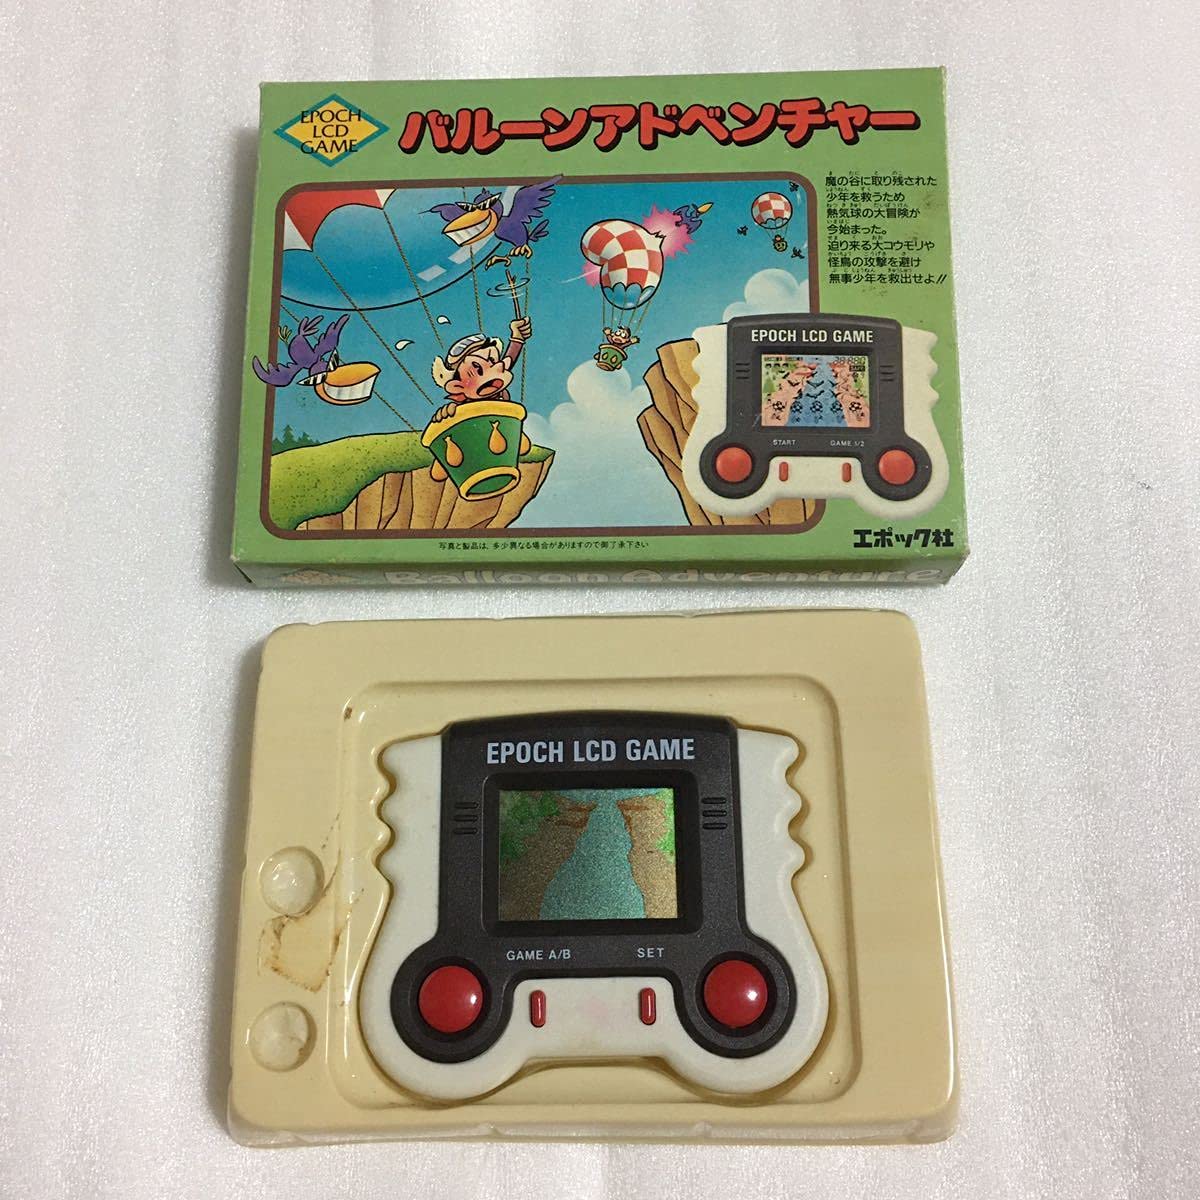 EPOCH
LCD
GAME
バルーンアドベンチャー
魔の谷に取り残された
少年を救うため
熱気球の大冒険が
今始まった。
迫り来る大コウモリや
怪鳥の攻撃を避け
無事少年を救出せよ!!
EPOCH LCD GAME
START
GAME 1/2
エポック社
写真と製品は、多少異なる場合がありますので御了承下さい
Balloon Adventure
EPOCH LCD GAME
GAME A/B
SET